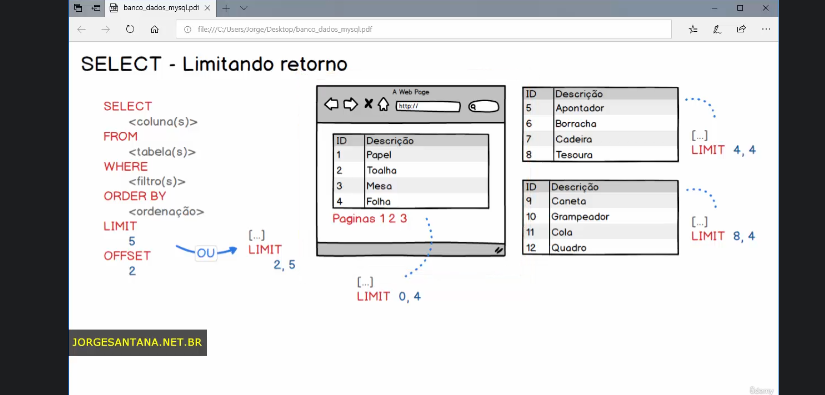 banco_dados_mysql.pdf
file:///C:/Users/Jorge/Desktop/banco_dados_mysql.pdf
SELECT - Limitando retorno
SELECT
<coluna(s)>
FROM
<tabela(s)>
WHERE
<filtro(s)>
ORDER BY
<ordenação>
LIMIT
5
OFFSET
2
OU
[...]
LIMIT
2, 5
A Web Page
http://
ID Descrição
1 Papel
2 Toalha
3 Mesa
4 Folha
Paginas 1 2 3
[...]
LIMIT 0, 4
ID Descrição
5 Apontador
6 Borracha
7 Cadeira
8 Tesoura
[...]
LIMIT 4, 4
ID Descrição
9 Caneta
10 Grampeador
11 Cola
12 Quadro
[...]
LIMIT 8, 4
JORGESANTANA.NET.BR
Udemy